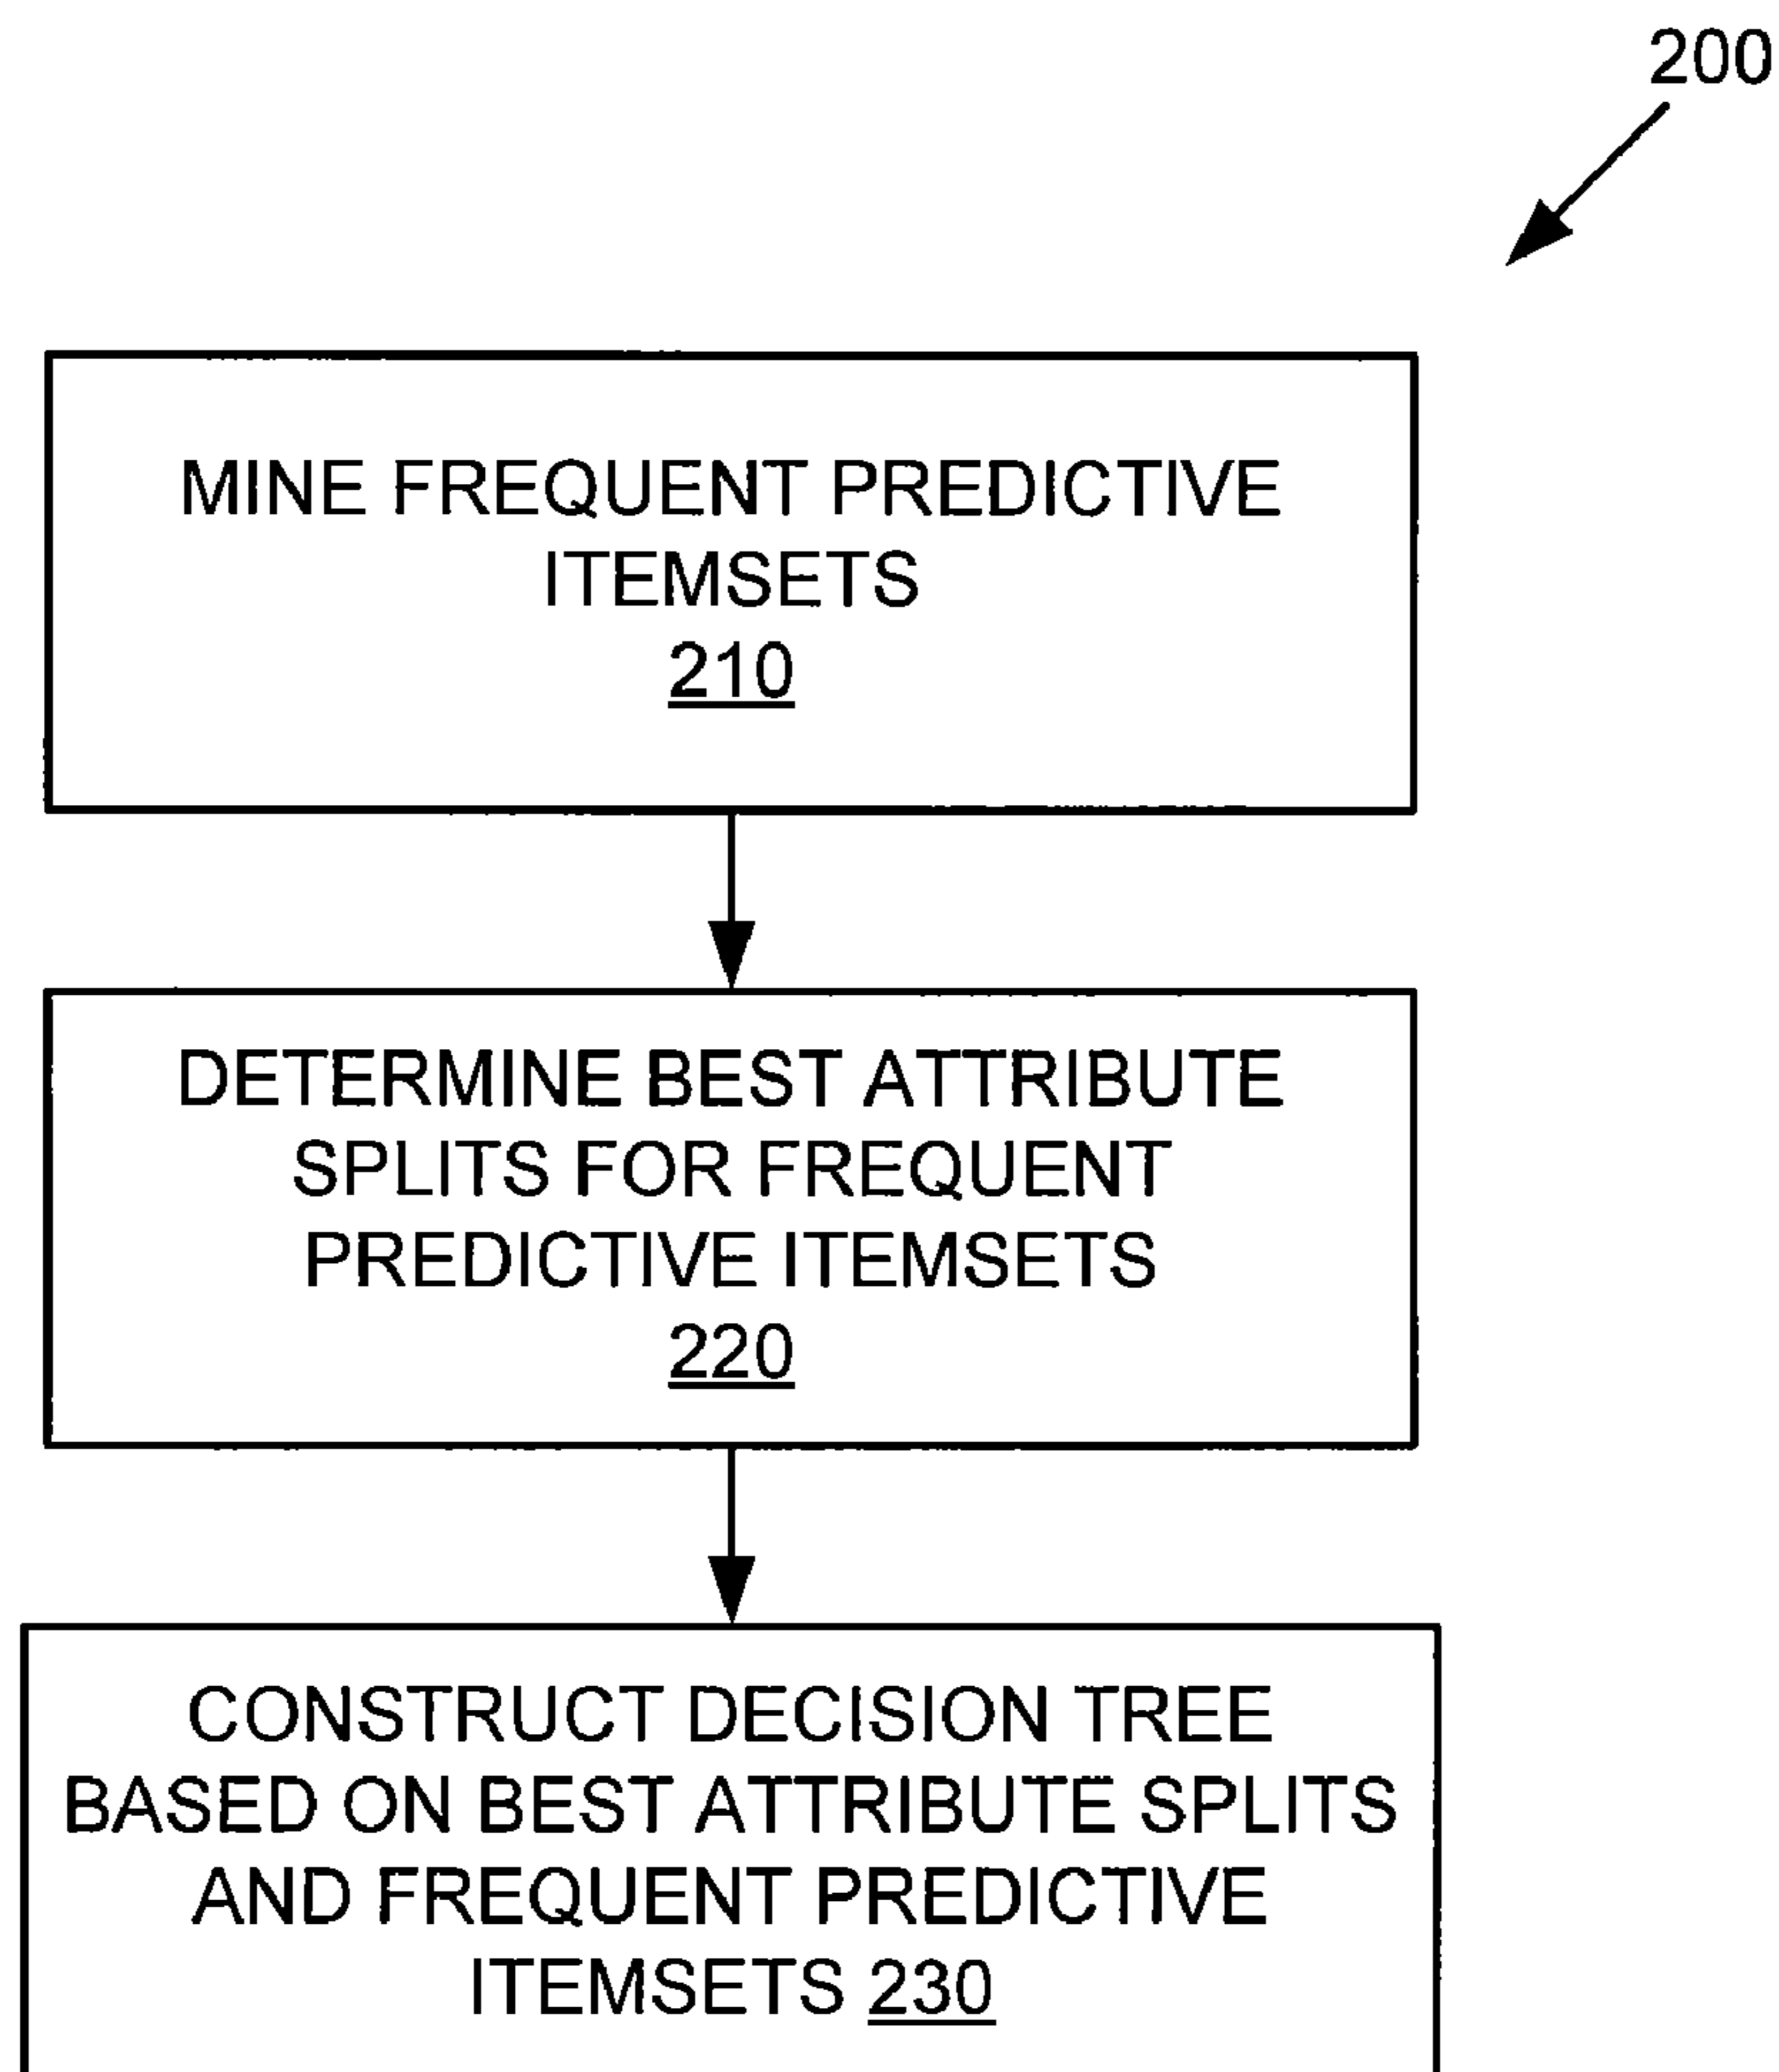 200
MINE FREQUENT PREDICTIVE
ITEMSETS
210
DETERMINE BEST ATTRIBUTE
SPLITS FOR FREQUENT
PREDICTIVE ITEMSETS
220
CONSTRUCT DECISION TREE
BASED ON BEST ATTRIBUTE SPLITS
AND FREQUENT PREDICTIVE
ITEMSETS 230